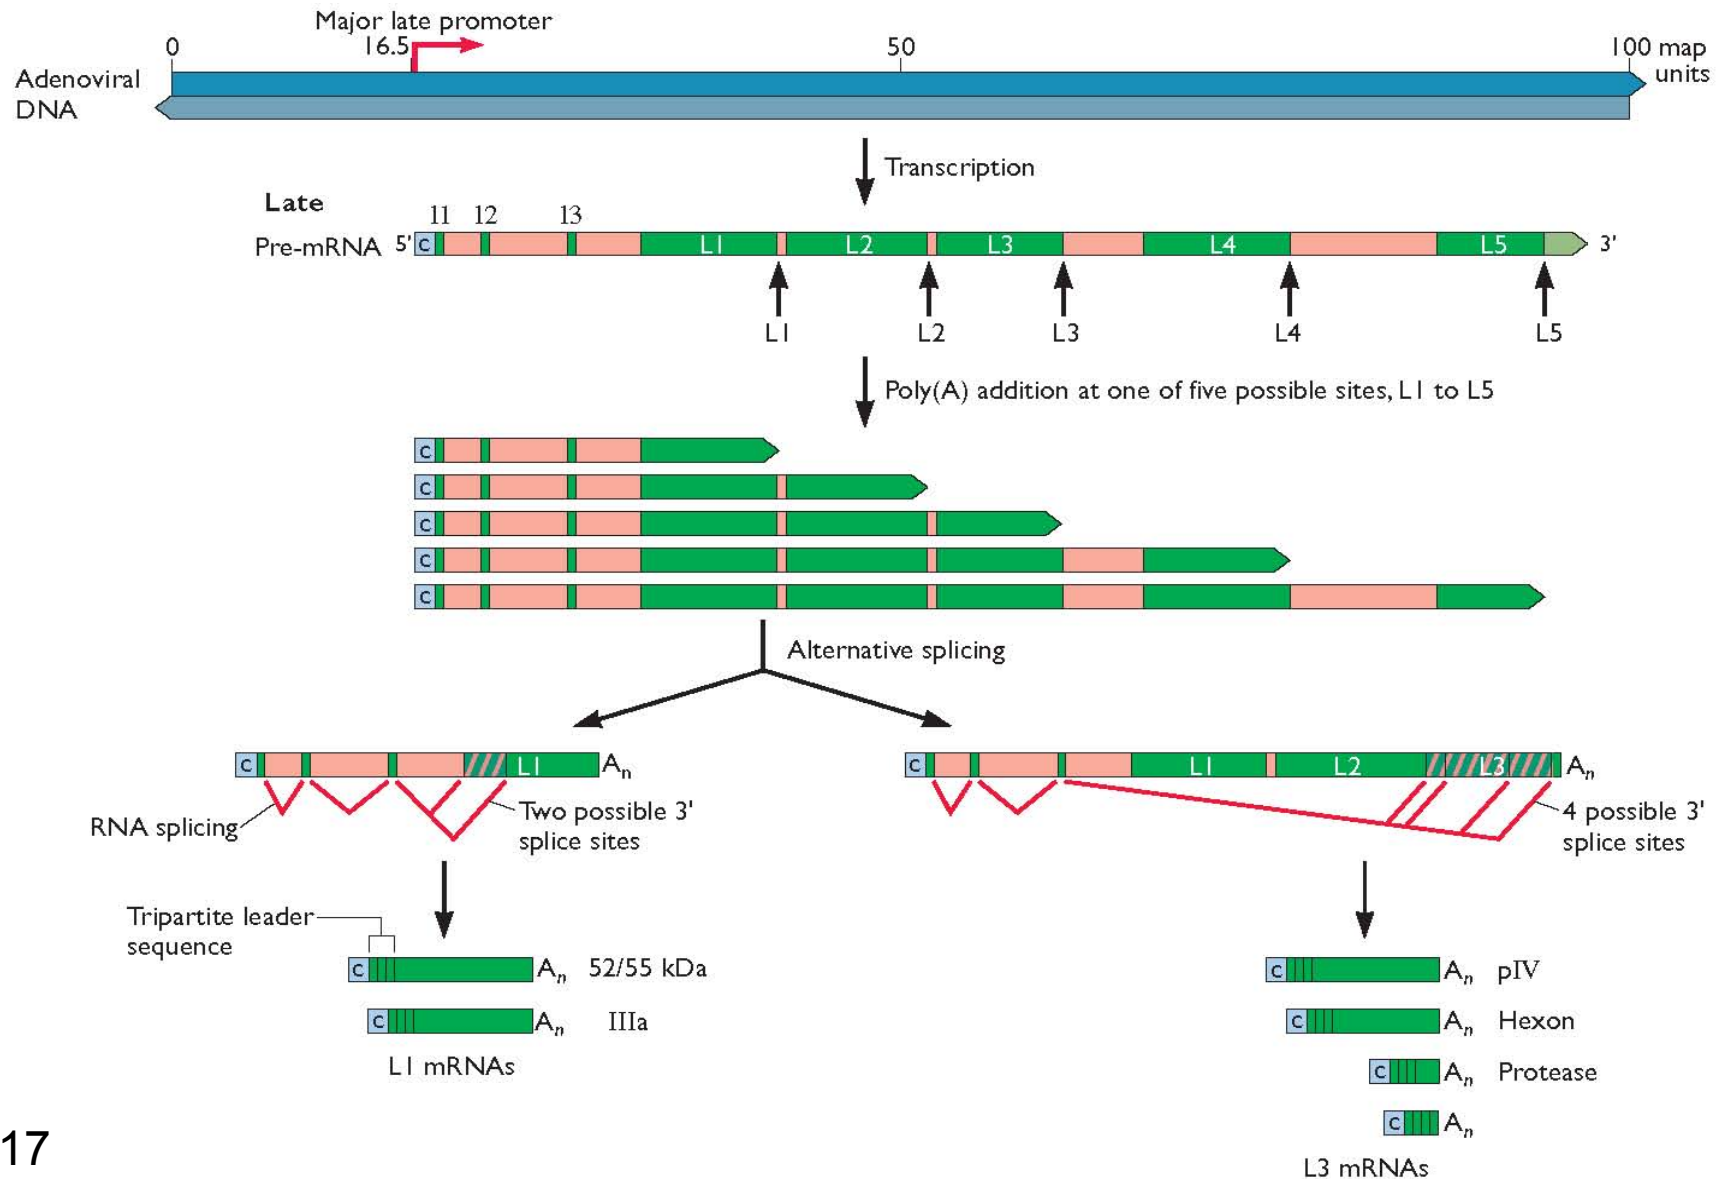 Major late promoter
0
16.5
50
100 map
units
Adenoviral
DNA
Transcription
Late
11 12 13
Pre-mRNA 5' C L1 L2 L3 L4 L5 3'
L1 L2 L3 L4 L5
Poly(A) addition at one of five possible sites, L1 to L5
C
C
C
C
C
Alternative splicing
C L1 An
C L1 L2 L3 An
RNA splicing
Two possible 3'
splice sites
4 possible 3'
splice sites
Tripartite leader
sequence
C An 52/55 kDa
C An IIIa
L1 mRNAs
C An pIV
C An Hexon
C An Protease
C An
L3 mRNAs
17